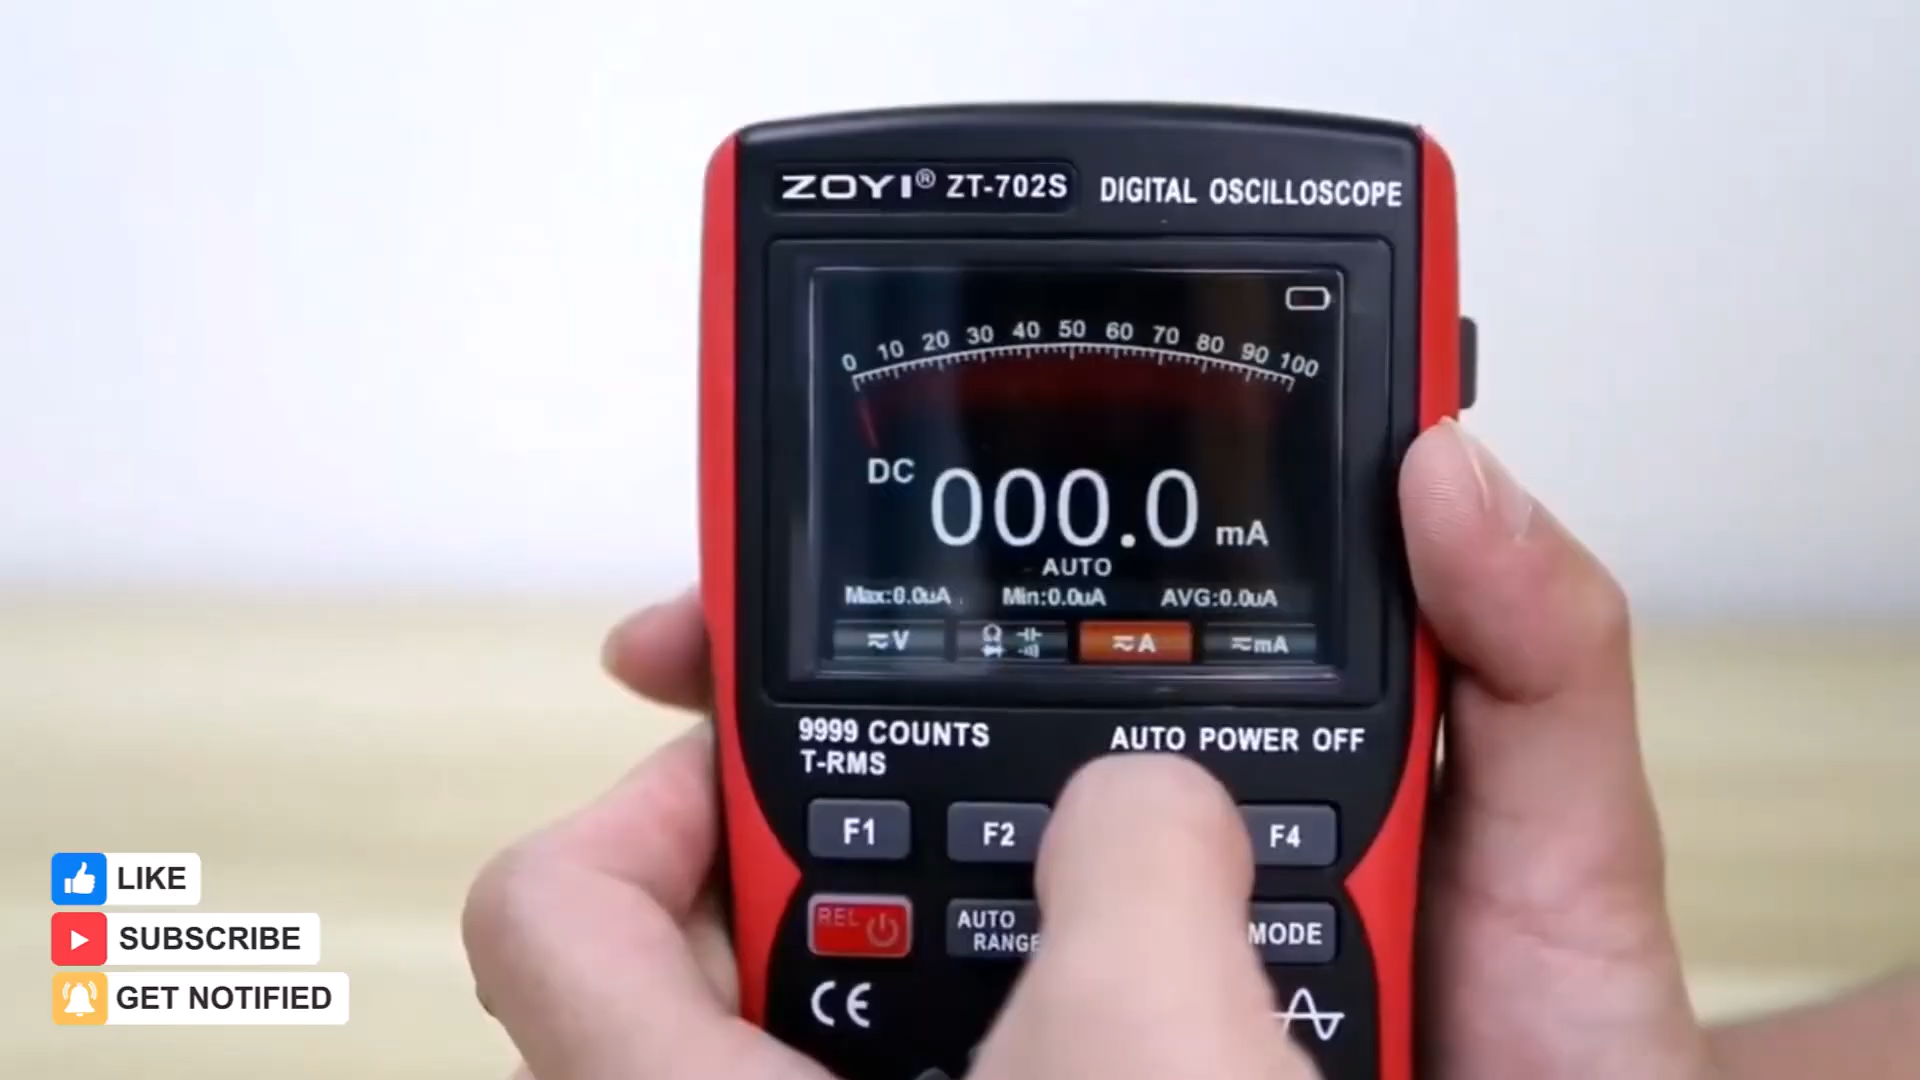 ZOYI® ZT-702S DIGITAL OSCILLOSCOPE
0 10 20 30 40 50 60 70 80 90 100
DC 000.0 mA
AUTO
Max:0.0uA Min:0.0uA AVG:0.0uA
≂V Ω ≂A ≂mA
9999 COUNTS AUTO POWER OFF
T-RMS
F1 F2 F4
REL AUTO RANGE MODE
CE
LIKE
SUBSCRIBE
GET NOTIFIED